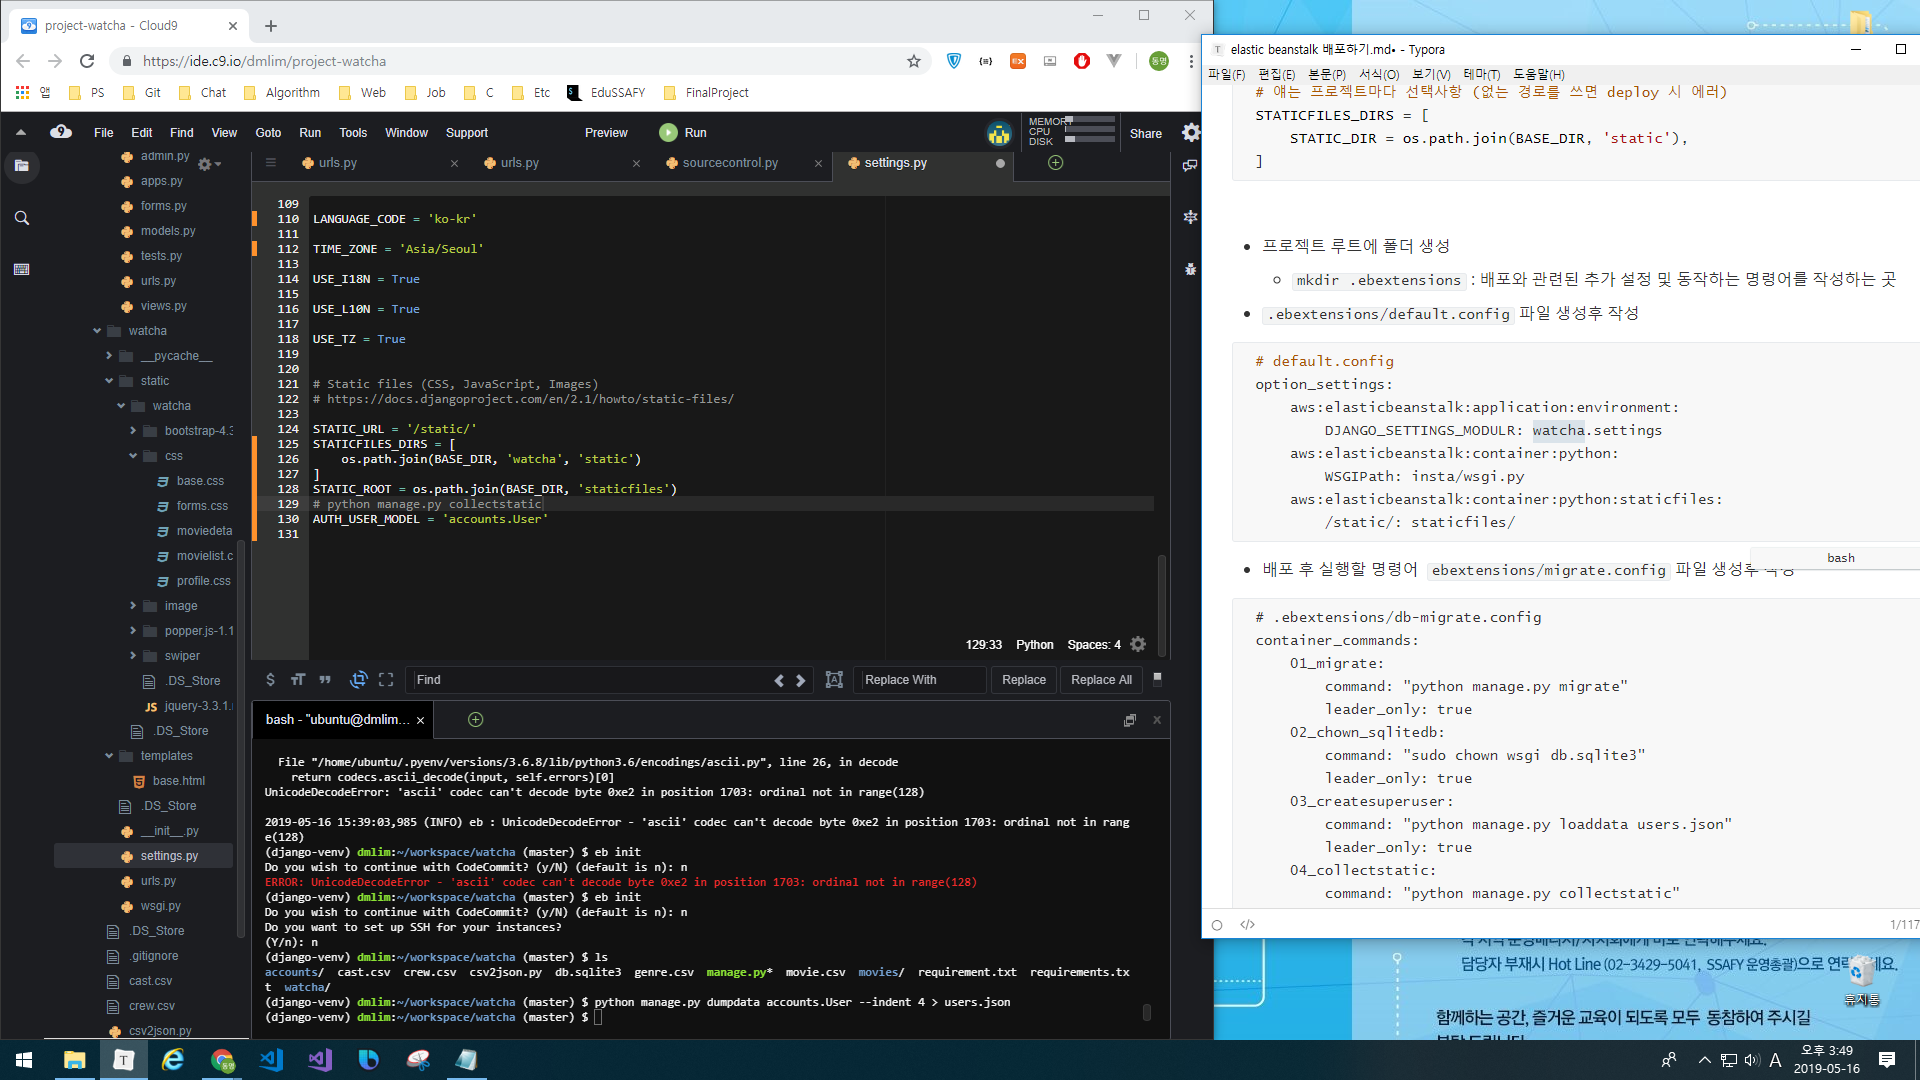 project-watcha - Cloud9
https://ide.c9.io/dmlim/project-watcha
동명
앱 PS Git Chat Algorithm Web Job C Etc EduSSAFY FinalProject
File Edit Find View Goto Run Tools Window Support Preview Run
MEMORY
CPU
DISK
Share
admin.py
apps.py
forms.py
models.py
tests.py
urls.py
views.py
watcha
__pycache__
static
watcha
bootstrap-4.3
css
base.css
forms.css
moviedeta
movielist.c
profile.css
image
popper.js-1.1
swiper
.DS_Store
jquery-3.3.1.
.DS_Store
templates
base.html
.DS_Store
__init__.py
settings.py
urls.py
wsgi.py
.DS_Store
.gitignore
cast.csv
crew.csv
csv2json.py
urls.py urls.py sourcecontrol.py settings.py
109
110 LANGUAGE_CODE = 'ko-kr'
111
112 TIME_ZONE = 'Asia/Seoul'
113
114 USE_I18N = True
115
116 USE_L10N = True
117
118 USE_TZ = True
119
120
121 # Static files (CSS, JavaScript, Images)
122 # https://docs.djangoproject.com/en/2.1/howto/static-files/
123
124 STATIC_URL = '/static/'
125 STATICFILES_DIRS = [
126 os.path.join(BASE_DIR, 'watcha', 'static')
127 ]
128 STATIC_ROOT = os.path.join(BASE_DIR, 'staticfiles')
129 # python manage.py collectstatic
130 AUTH_USER_MODEL = 'accounts.User'
131
129:33 Python Spaces: 4
Find
Replace With Replace Replace All
bash - "ubuntu@dmlim...
File "/home/ubuntu/.pyenv/versions/3.6.8/lib/python3.6/encodings/ascii.py", line 26, in decode
return codecs.ascii_decode(input, self.errors)[0]
UnicodeDecodeError: 'ascii' codec can't decode byte 0xe2 in position 1703: ordinal not in range(128)
2019-05-16 15:39:03,985 (INFO) eb : UnicodeDecodeError - 'ascii' codec can't decode byte 0xe2 in position 1703: ordinal not in rang
e(128)
(django-venv) dmlim:~/workspace/watcha (master) $ eb init
Do you wish to continue with CodeCommit? (y/N) (default is n): n
ERROR: UnicodeDecodeError - 'ascii' codec can't decode byte 0xe2 in position 1703: ordinal not in range(128)
(django-venv) dmlim:~/workspace/watcha (master) $ eb init
Do you wish to continue with CodeCommit? (y/N) (default is n): n
Do you want to set up SSH for your instances?
(Y/n): n
(django-venv) dmlim:~/workspace/watcha (master) $ ls
accounts/ cast.csv crew.csv csv2json.py db.sqlite3 genre.csv manage.py* movie.csv movies/ requirement.txt requirements.tx
t watcha/
(django-venv) dmlim:~/workspace/watcha (master) $ python manage.py dumpdata accounts.User --indent 4 > users.json
(django-venv) dmlim:~/workspace/watcha (master) $
elastic beanstalk 배포하기.md• - Typora
파일(F) 편집(E) 본문(P) 서식(O) 보기(V) 테마(T) 도움말(H)
# 얘는 프로젝트마다 선택사항 (없는 경로를 쓰면 deploy 시 에러)
STATICFILES_DIRS = [
STATIC_DIR = os.path.join(BASE_DIR, 'static'),
]
프로젝트 루트에 폴더 생성
mkdir .ebextensions : 배포와 관련된 추가 설정 및 동작하는 명령어를 작성하는 곳
.ebextensions/default.config 파일 생성후 작성
# default.config
option_settings:
aws:elasticbeanstalk:application:environment:
DJANGO_SETTINGS_MODULR: watcha.settings
aws:elasticbeanstalk:container:python:
WSGIPath: insta/wsgi.py
aws:elasticbeanstalk:container:python:staticfiles:
/static/: staticfiles/
bash
배포 후 실행할 명령어 ebextensions/migrate.config 파일 생성후 작성
# .ebextensions/db-migrate.config
container_commands:
01_migrate:
command: "python manage.py migrate"
leader_only: true
02_chown_sqlitedb:
command: "sudo chown wsgi db.sqlite3"
leader_only: true
03_createsuperuser:
command: "python manage.py loaddata users.json"
leader_only: true
04_collectstatic:
command: "python manage.py collectstatic"
1/117
담당자 부재시 Hot Line (02-3429-5041, SSAFY 운영총괄)으로 연락
세요.
휴지통
함께하는 공간, 즐거운 교육이 되도록 모두 동참하여 주시길
A 오후 3:49
2019-05-16